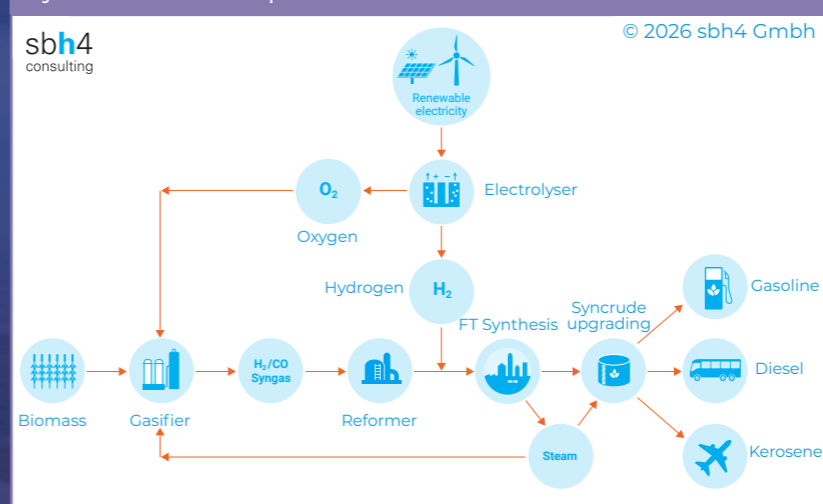 © 2026 sbh4 Gmbh
sbh4
consulting
Renewable
electricity
O₂
Electrolyser
Oxygen
Hydrogen
H₂
Gasoline
FT Synthesis
Syncrude
upgrading
H₂/CO
Syngas
Diesel
Biomass
Gasifier
Reformer
Steam
Kerosene